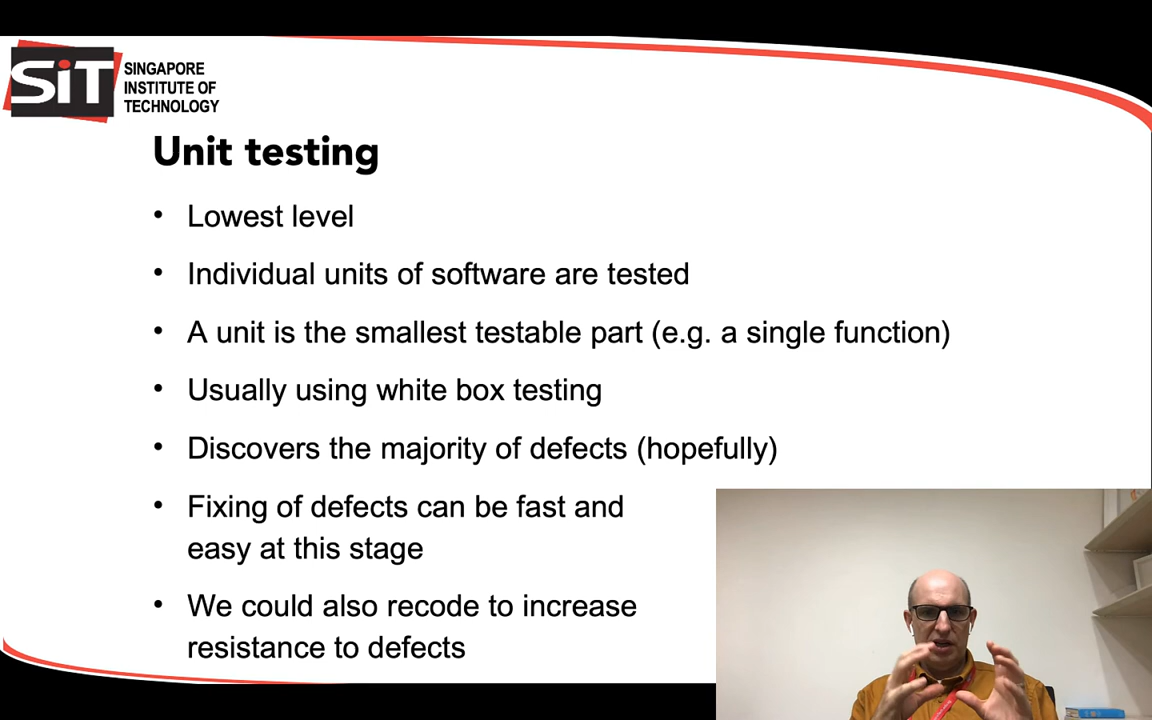 SiT
SINGAPORE
INSTITUTE OF
TECHNOLOGY
Unit testing
• Lowest level
• Individual units of software are tested
• A unit is the smallest testable part (e.g. a single function)
• Usually using white box testing
• Discovers the majority of defects (hopefully)
• Fixing of defects can be fast and
easy at this stage
• We could also recode to increase
resistance to defects